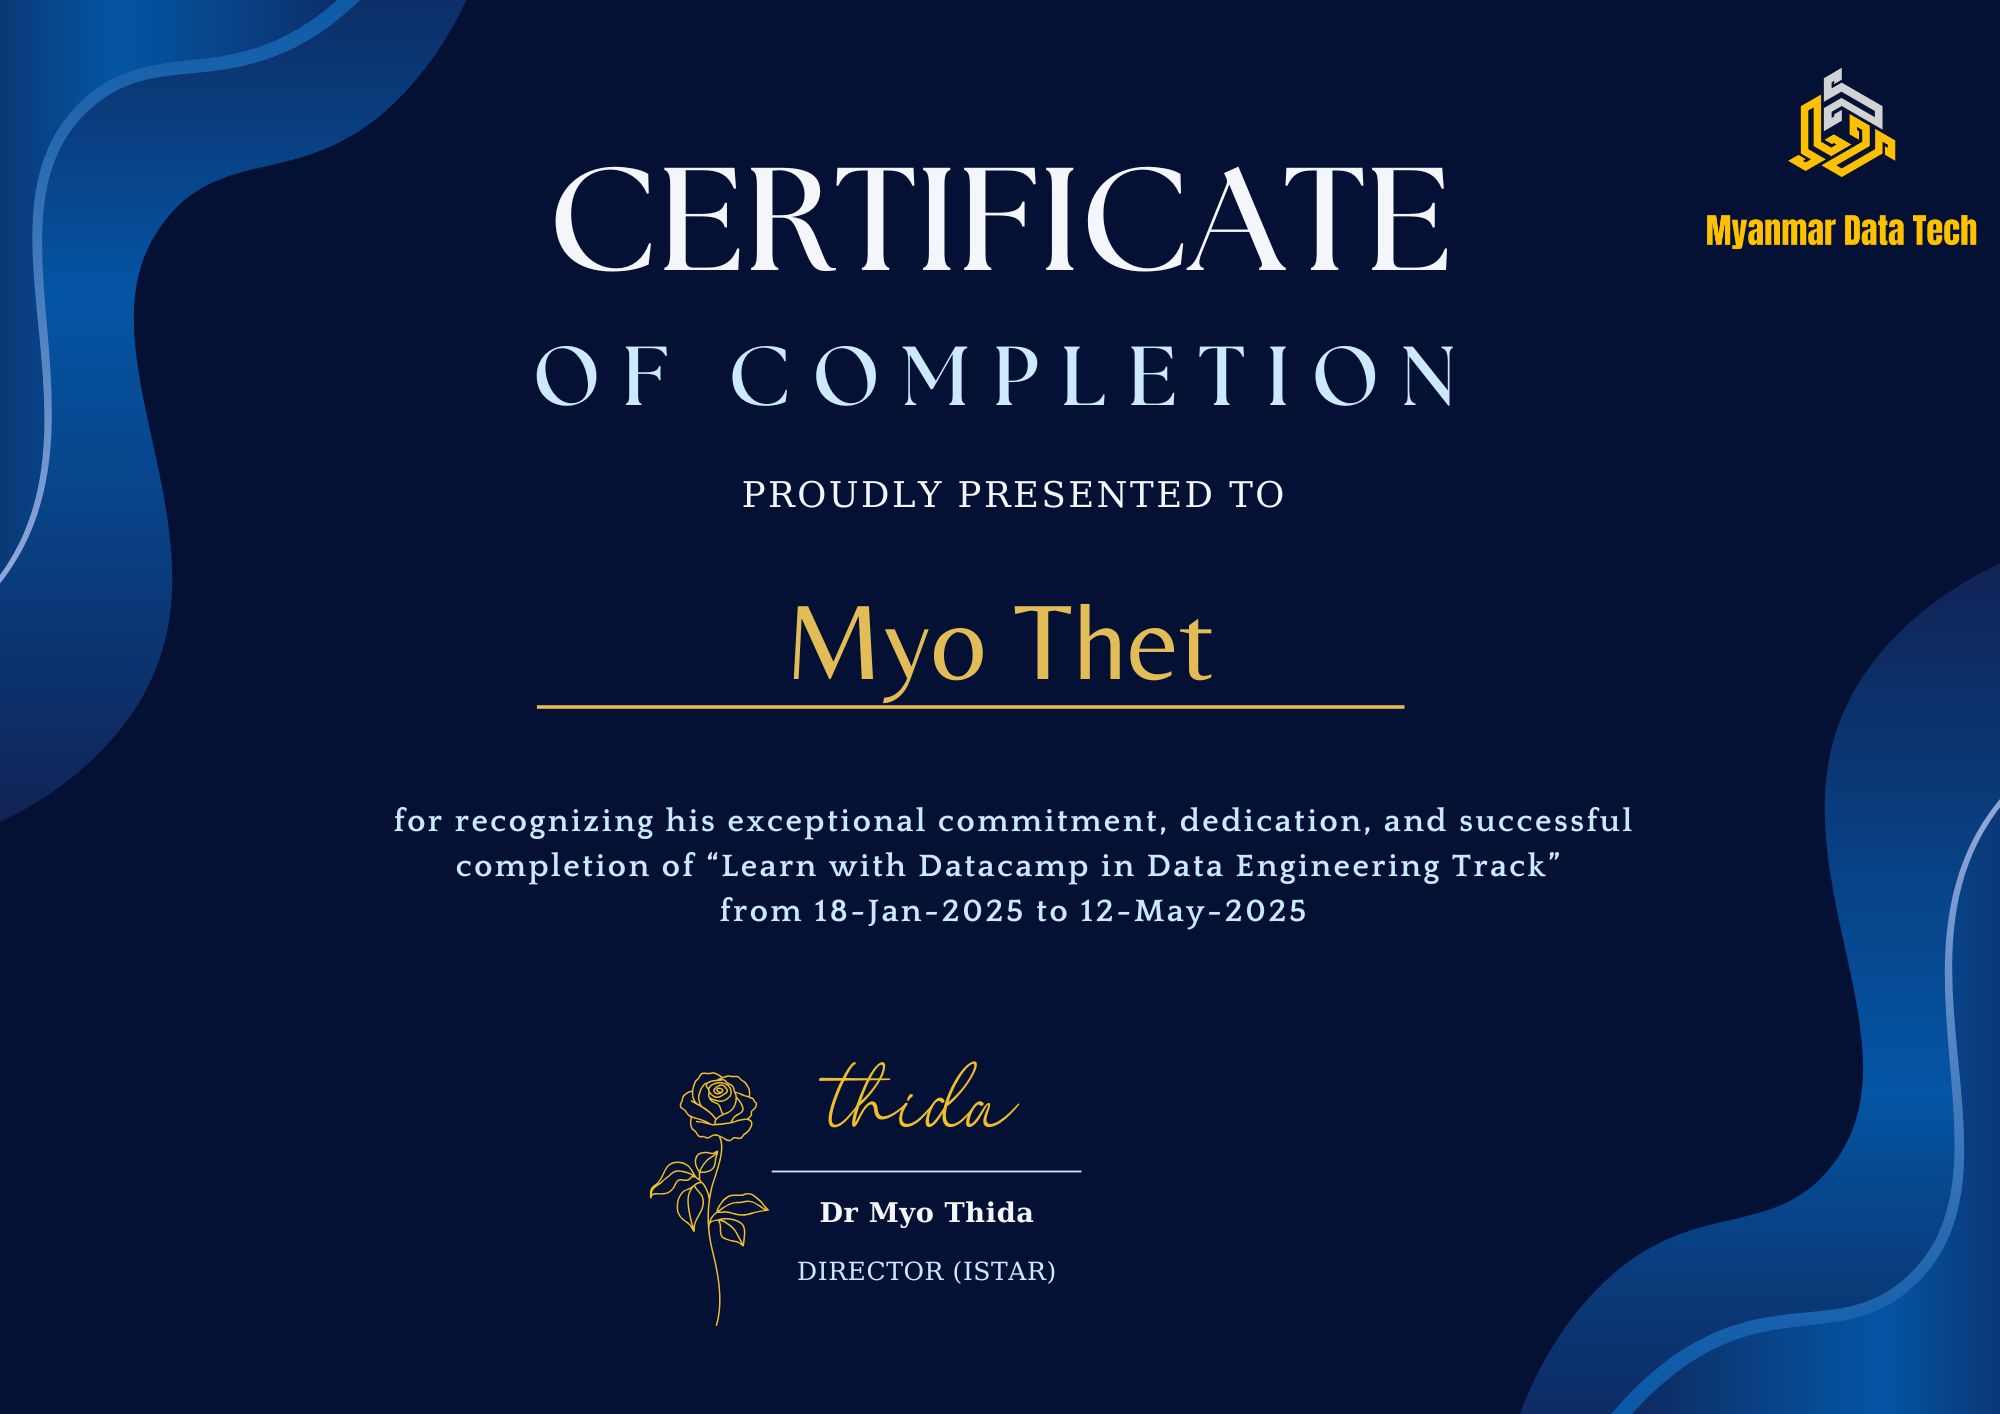 Myanmar Data Tech
CERTIFICATE
OF COMPLETION
PROUDLY PRESENTED TO
Myo Thet
for recognizing his exceptional commitment, dedication, and successful
completion of “Learn with Datacamp in Data Engineering Track”
from 18-Jan-2025 to 12-May-2025
thida
Dr Myo Thida
DIRECTOR (ISTAR)